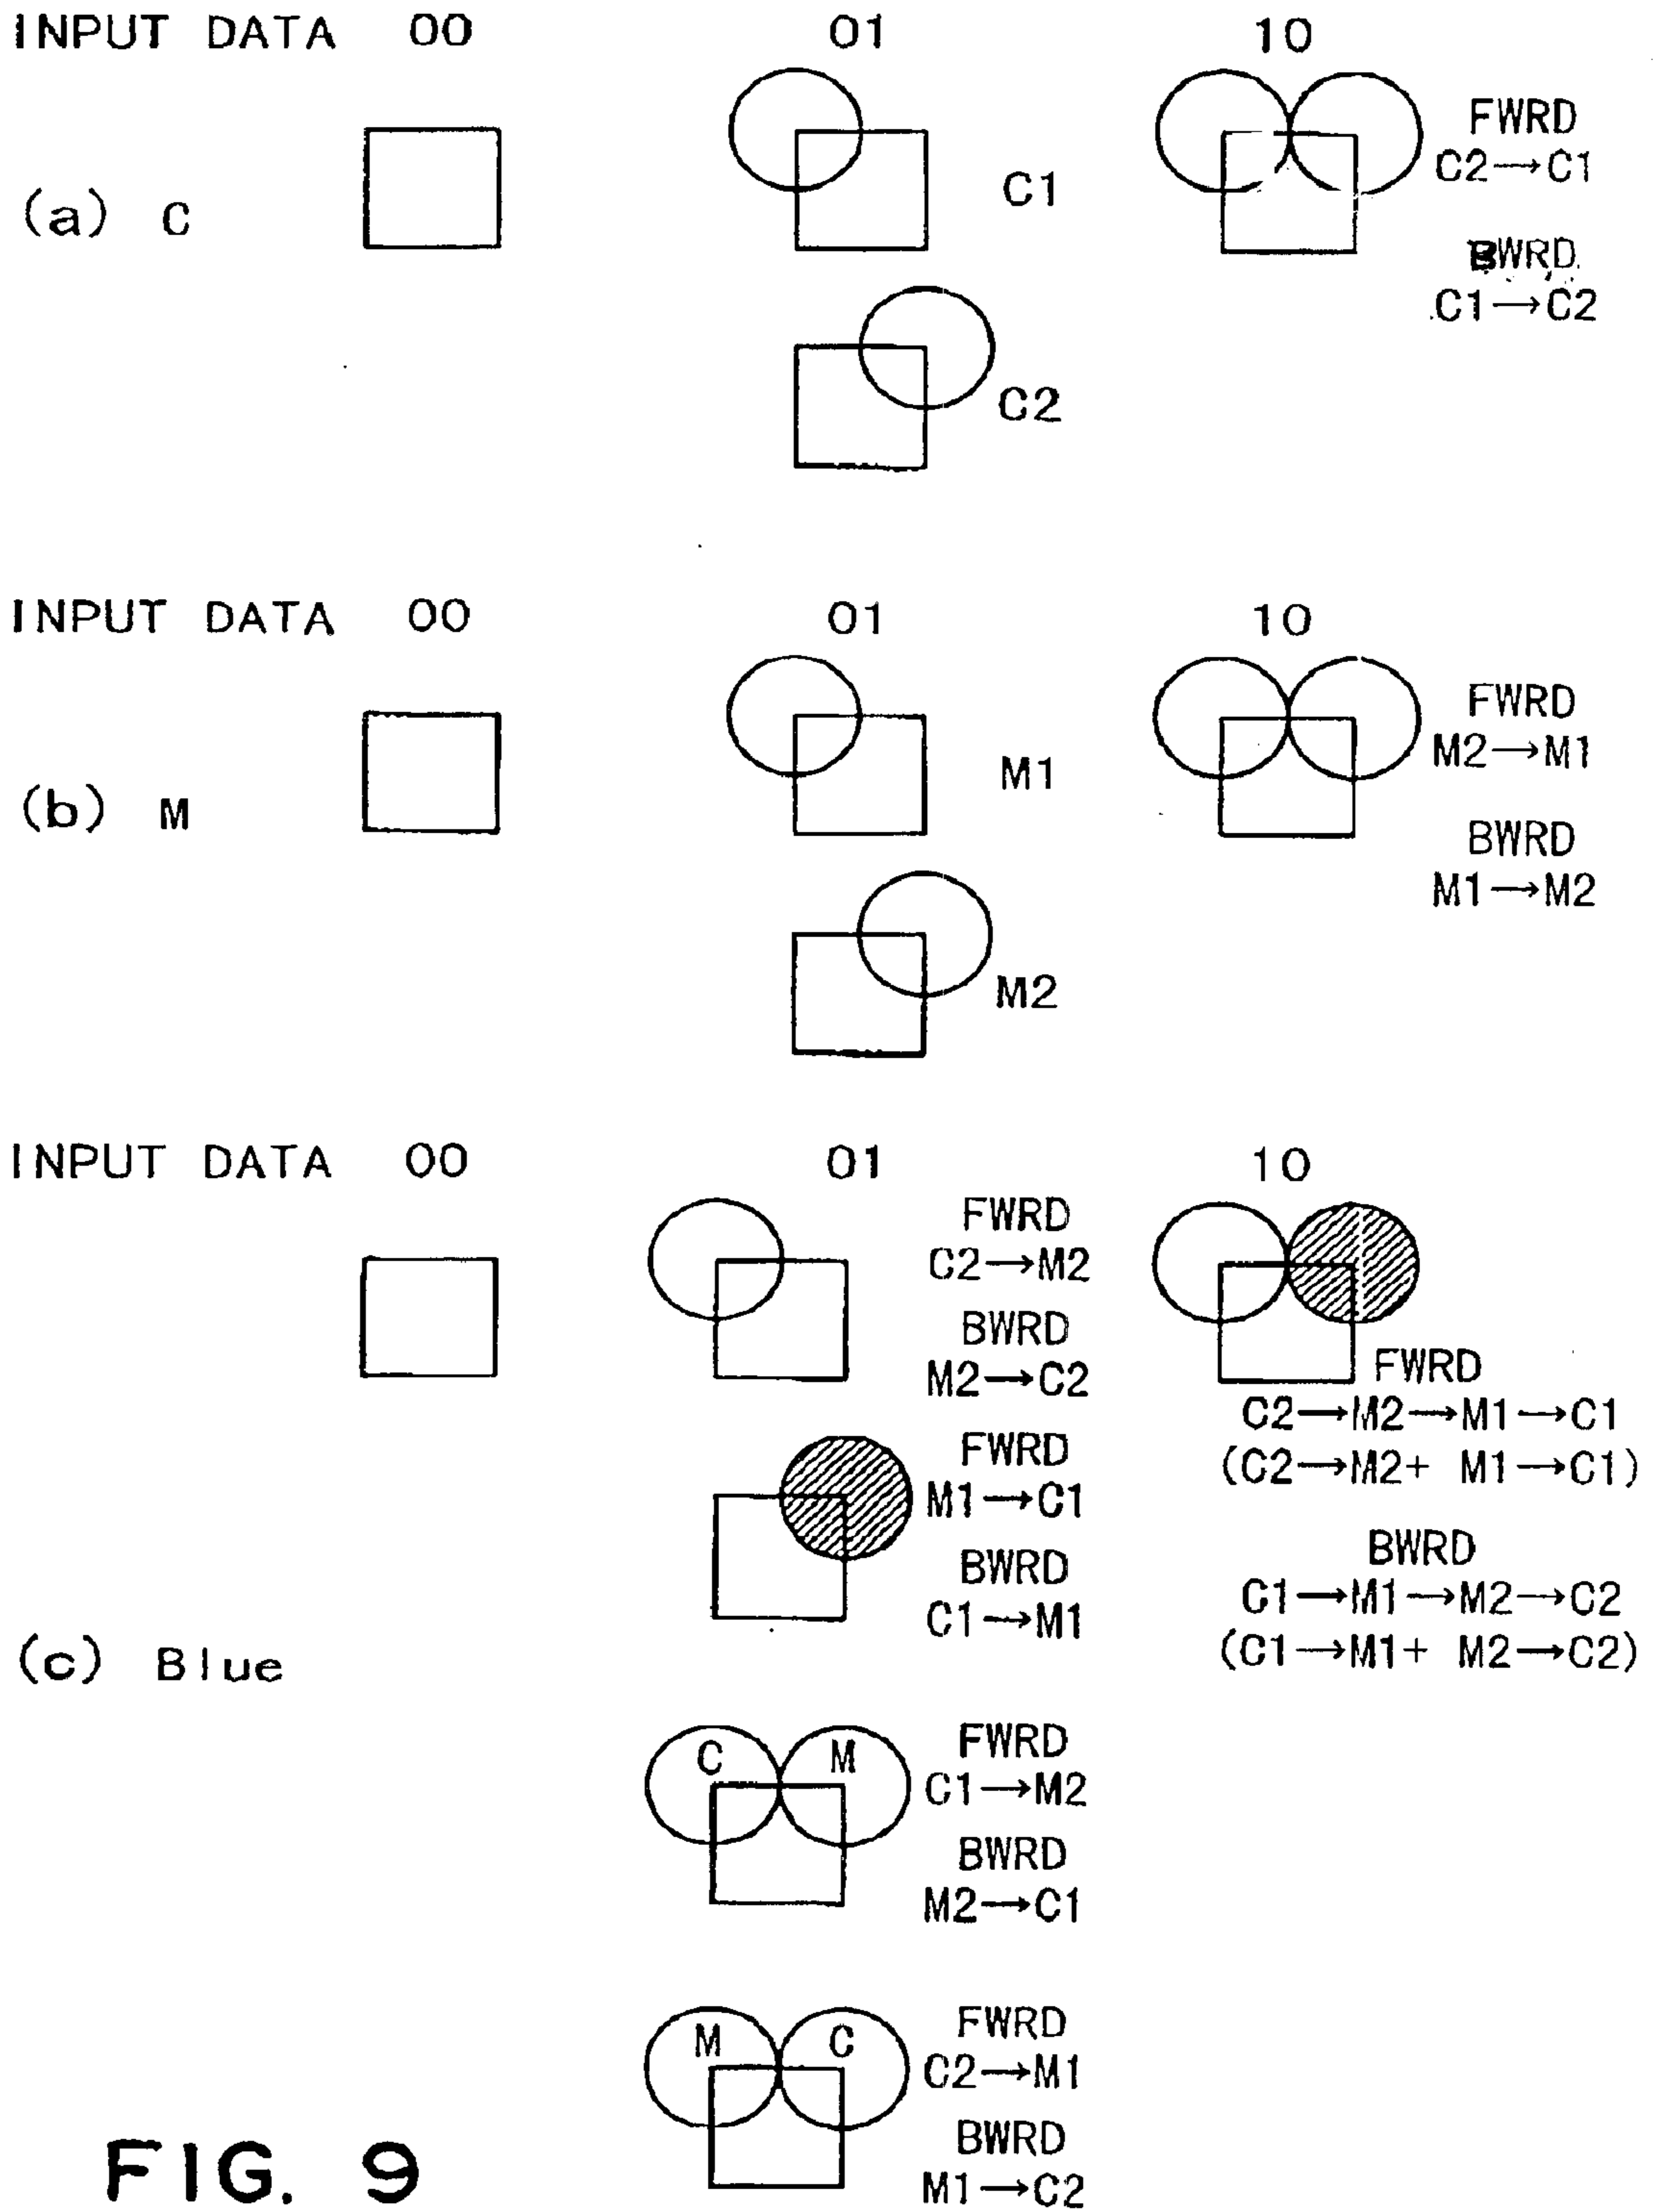 INPUT DATA 00 01 10
FWRD
C2→C1
(a) C
C1
BWRD
C1→C2
C2
INPUT DATA 00 01 10
FWRD
M2→M1
(b) M
M1
BWRD
M1→M2
M2
INPUT DATA 00 01 10
FWRD
C2→M2
BWRD
M2→C2
FWRD
C2→M2→M1→C1
(C2→M2+ M1→C1)
FWRD
M1→C1
BWRD
C1→M1
BWRD
C1→M1→M2→C2
(C1→M1+ M2→C2)
(c) Blue
C M
FWRD
C1→M2
BWRD
M2→C1
M C
FWRD
C2→M1
BWRD
M1→C2
FIG. 9